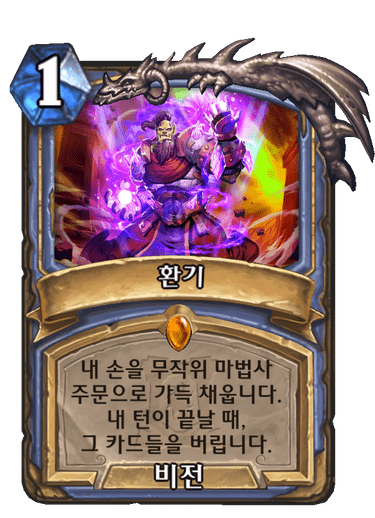 1
환기
내 손을 무작위 마법사
주문으로 가득 채웁니다.
내 턴이 끝날 때,
그 카드들을 버립니다.
비전